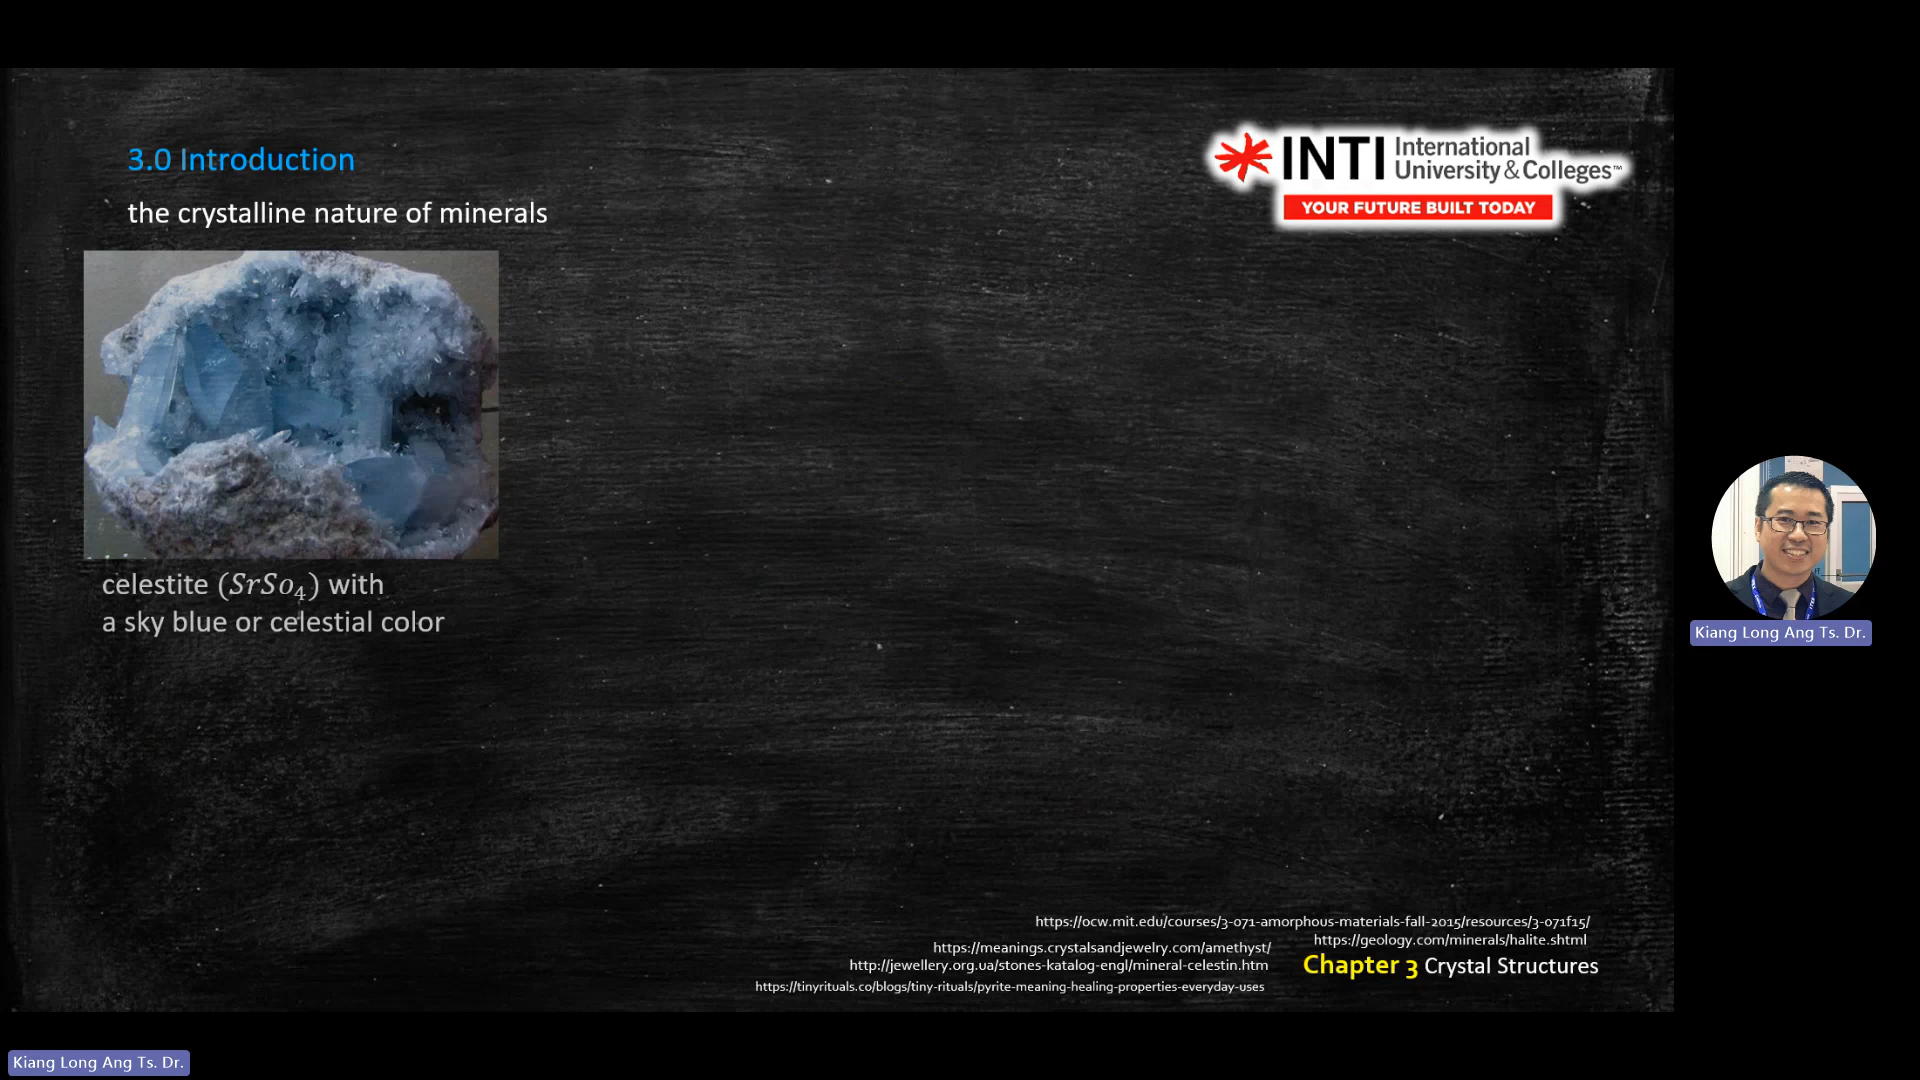 3.0 Introduction
the crystalline nature of minerals
INTI International
University & Colleges™
YOUR FUTURE BUILT TODAY
celestite (SrSo₄) with
a sky blue or celestial color
Kiang Long Ang Ts. Dr.
https://ocw.mit.edu/courses/3-071-amorphous-materials-fall-2015/resources/3-071f15/
https://geology.com/minerals/halite.shtml
https://meanings.crystalsandjewelry.com/amethyst/
http://jewellery.org.ua/stones-katalog-engl/mineral-celestin.htm
Chapter 3 Crystal Structures
https://tinyrituals.co/blogs/tiny-rituals/pyrite-meaning-healing-properties-everyday-uses
Kiang Long Ang Ts. Dr.